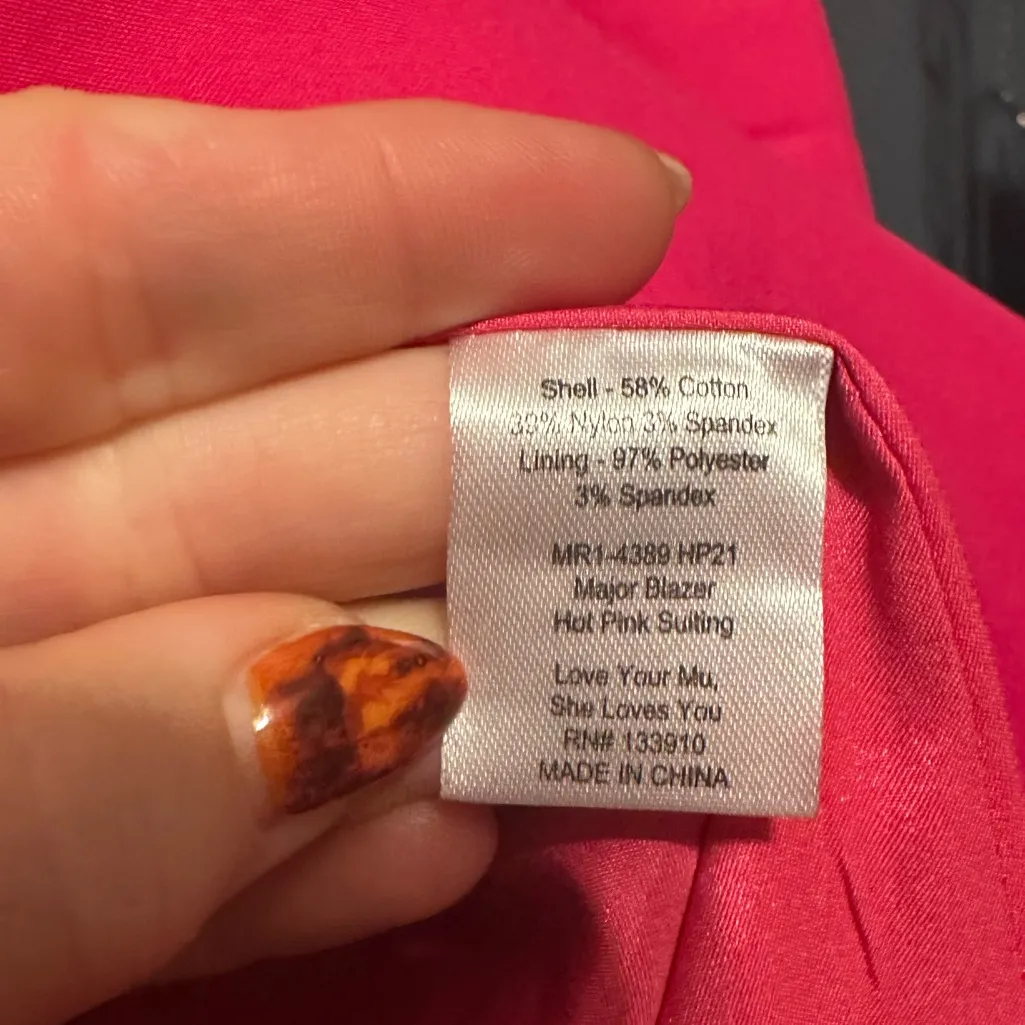 Shell - 58% Cotton
39% Nylon 3% Spandex
Lining - 97% Polyester
3% Spandex
MR1-4389 HP21
Major Blazer
Hot Pink Suiting
Love Your Mu,
She Loves You
RN# 133910
MADE IN CHINA